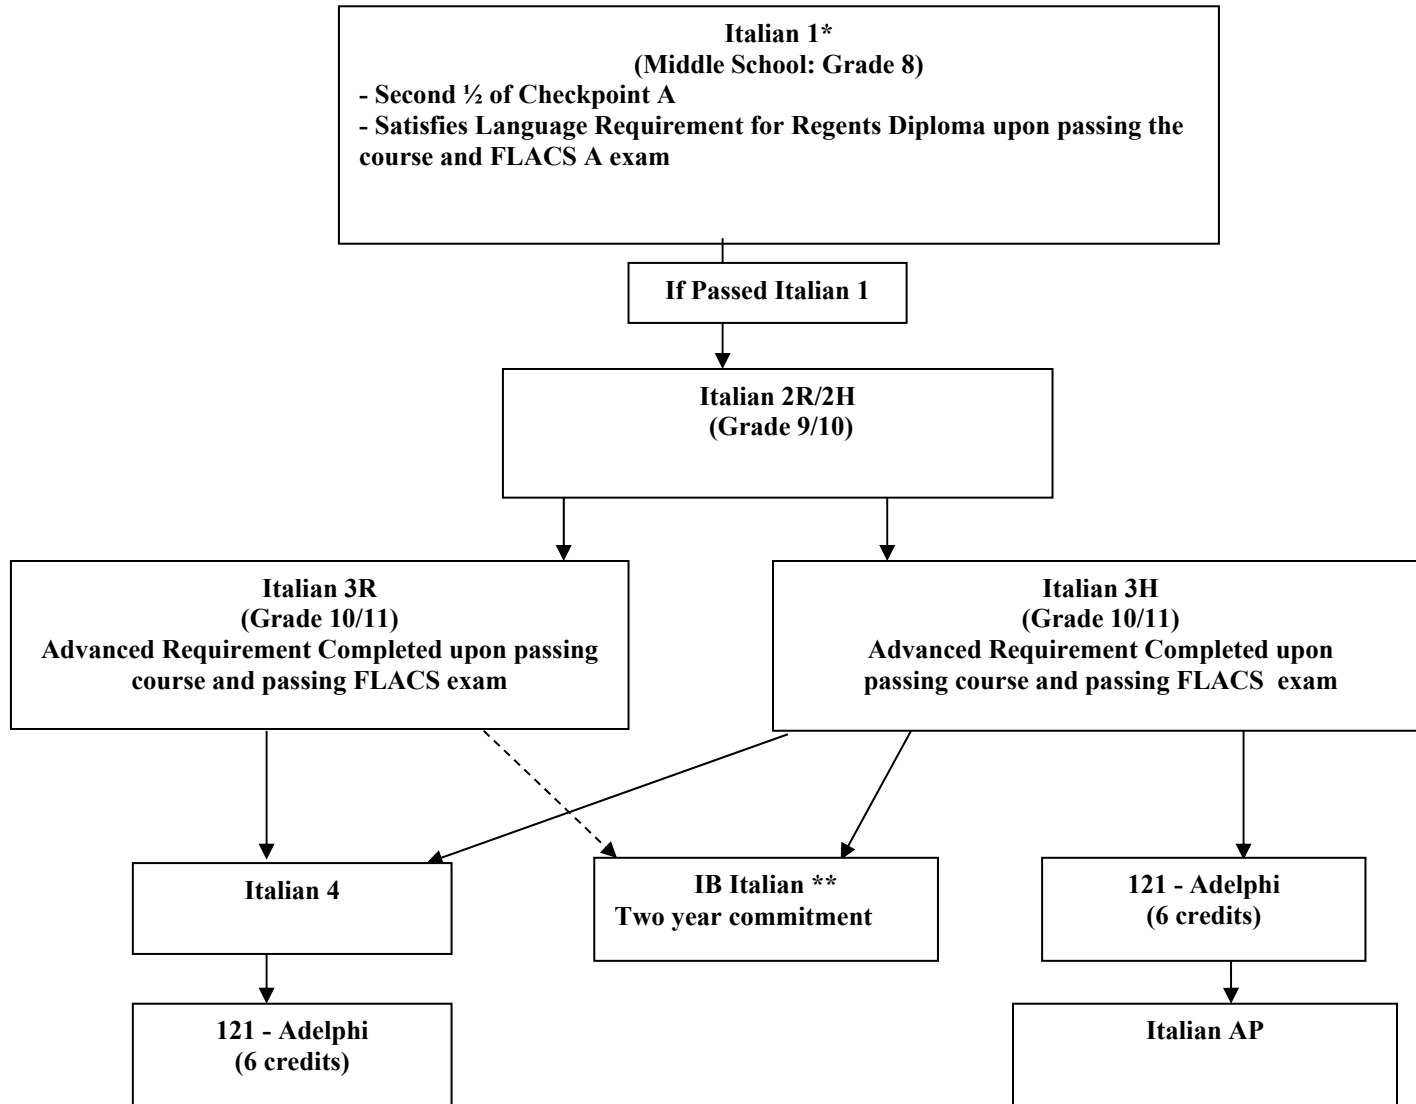 Italian 1*
(Middle School: Grade 8)
- Second ½ of Checkpoint A
- Satisfies Language Requirement for Regents Diploma upon passing the
course and FLACS A exam
If Passed Italian 1
Italian 2R/2H
(Grade 9/10)
Italian 3R
(Grade 10/11)
Advanced Requirement Completed upon passing
course and passing FLACS exam
Italian 3H
(Grade 10/11)
Advanced Requirement Completed upon
passing course and passing FLACS  exam
Italian 4
IB Italian **
Two year commitment
121 - Adelphi
(6 credits)
121 - Adelphi
(6 credits)
Italian AP